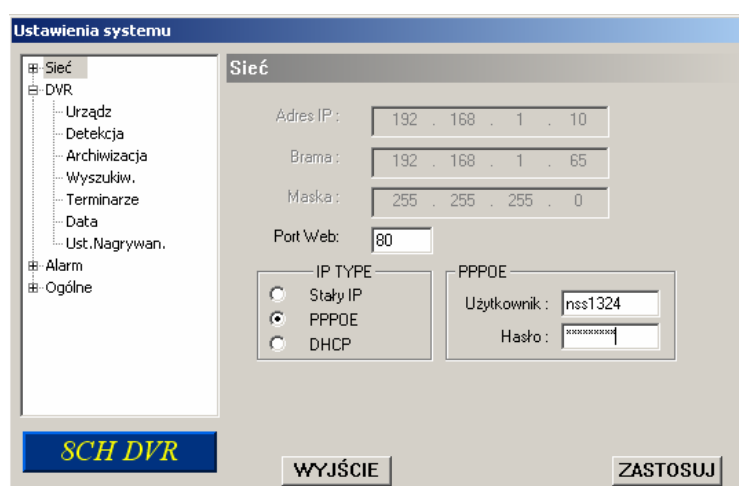 Ustawienia systemu
Sieć
DVR
Urządz
Detekcja
Archiwizacja
Wyszukiw.
Terminarze
Data
Ust.Nagrywan.
Alarm
Ogólne
8CH DVR
Sieć
Adres IP : 192 . 168 . 1 . 10
Brama : 192 . 168 . 1 . 65
Maska : 255 . 255 . 255 . 0
Port Web: 80
IP TYPE
Stały IP
PPPOE
DHCP
PPPOE
Użytkownik : nss1324
Hasło : ********* 
WYJŚCIE
ZASTOSUJ